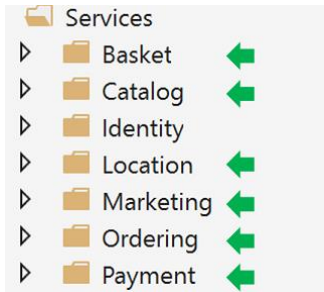 Services
Basket
Catalog
Identity
Location
Marketing
Ordering
Payment